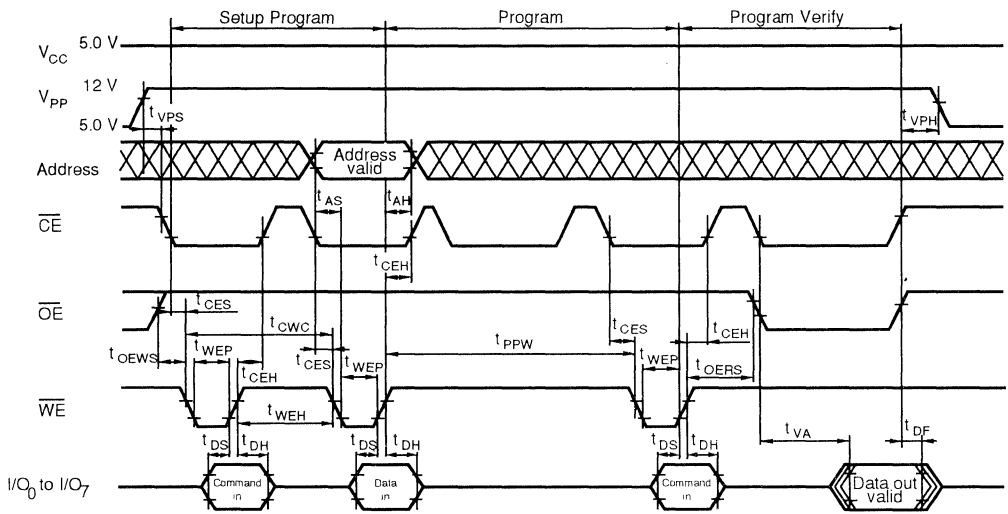 Setup Program Program Program Verify
VCC 5.0 V
VPP 12 V
5.0 V
tVPS tVPH
Address Address valid
tAS tAH
CE
tCEH
OE
tCES
tCWC
tOEWS tWEP tCEH tCES tWEP tPPW tCES tWEP tCEH tOERS
WE
tWEH
tDS tDH tDS tDH tDS tDH tVA tDF
I/O0 to I/O7 Command in Data in Command in Data out valid